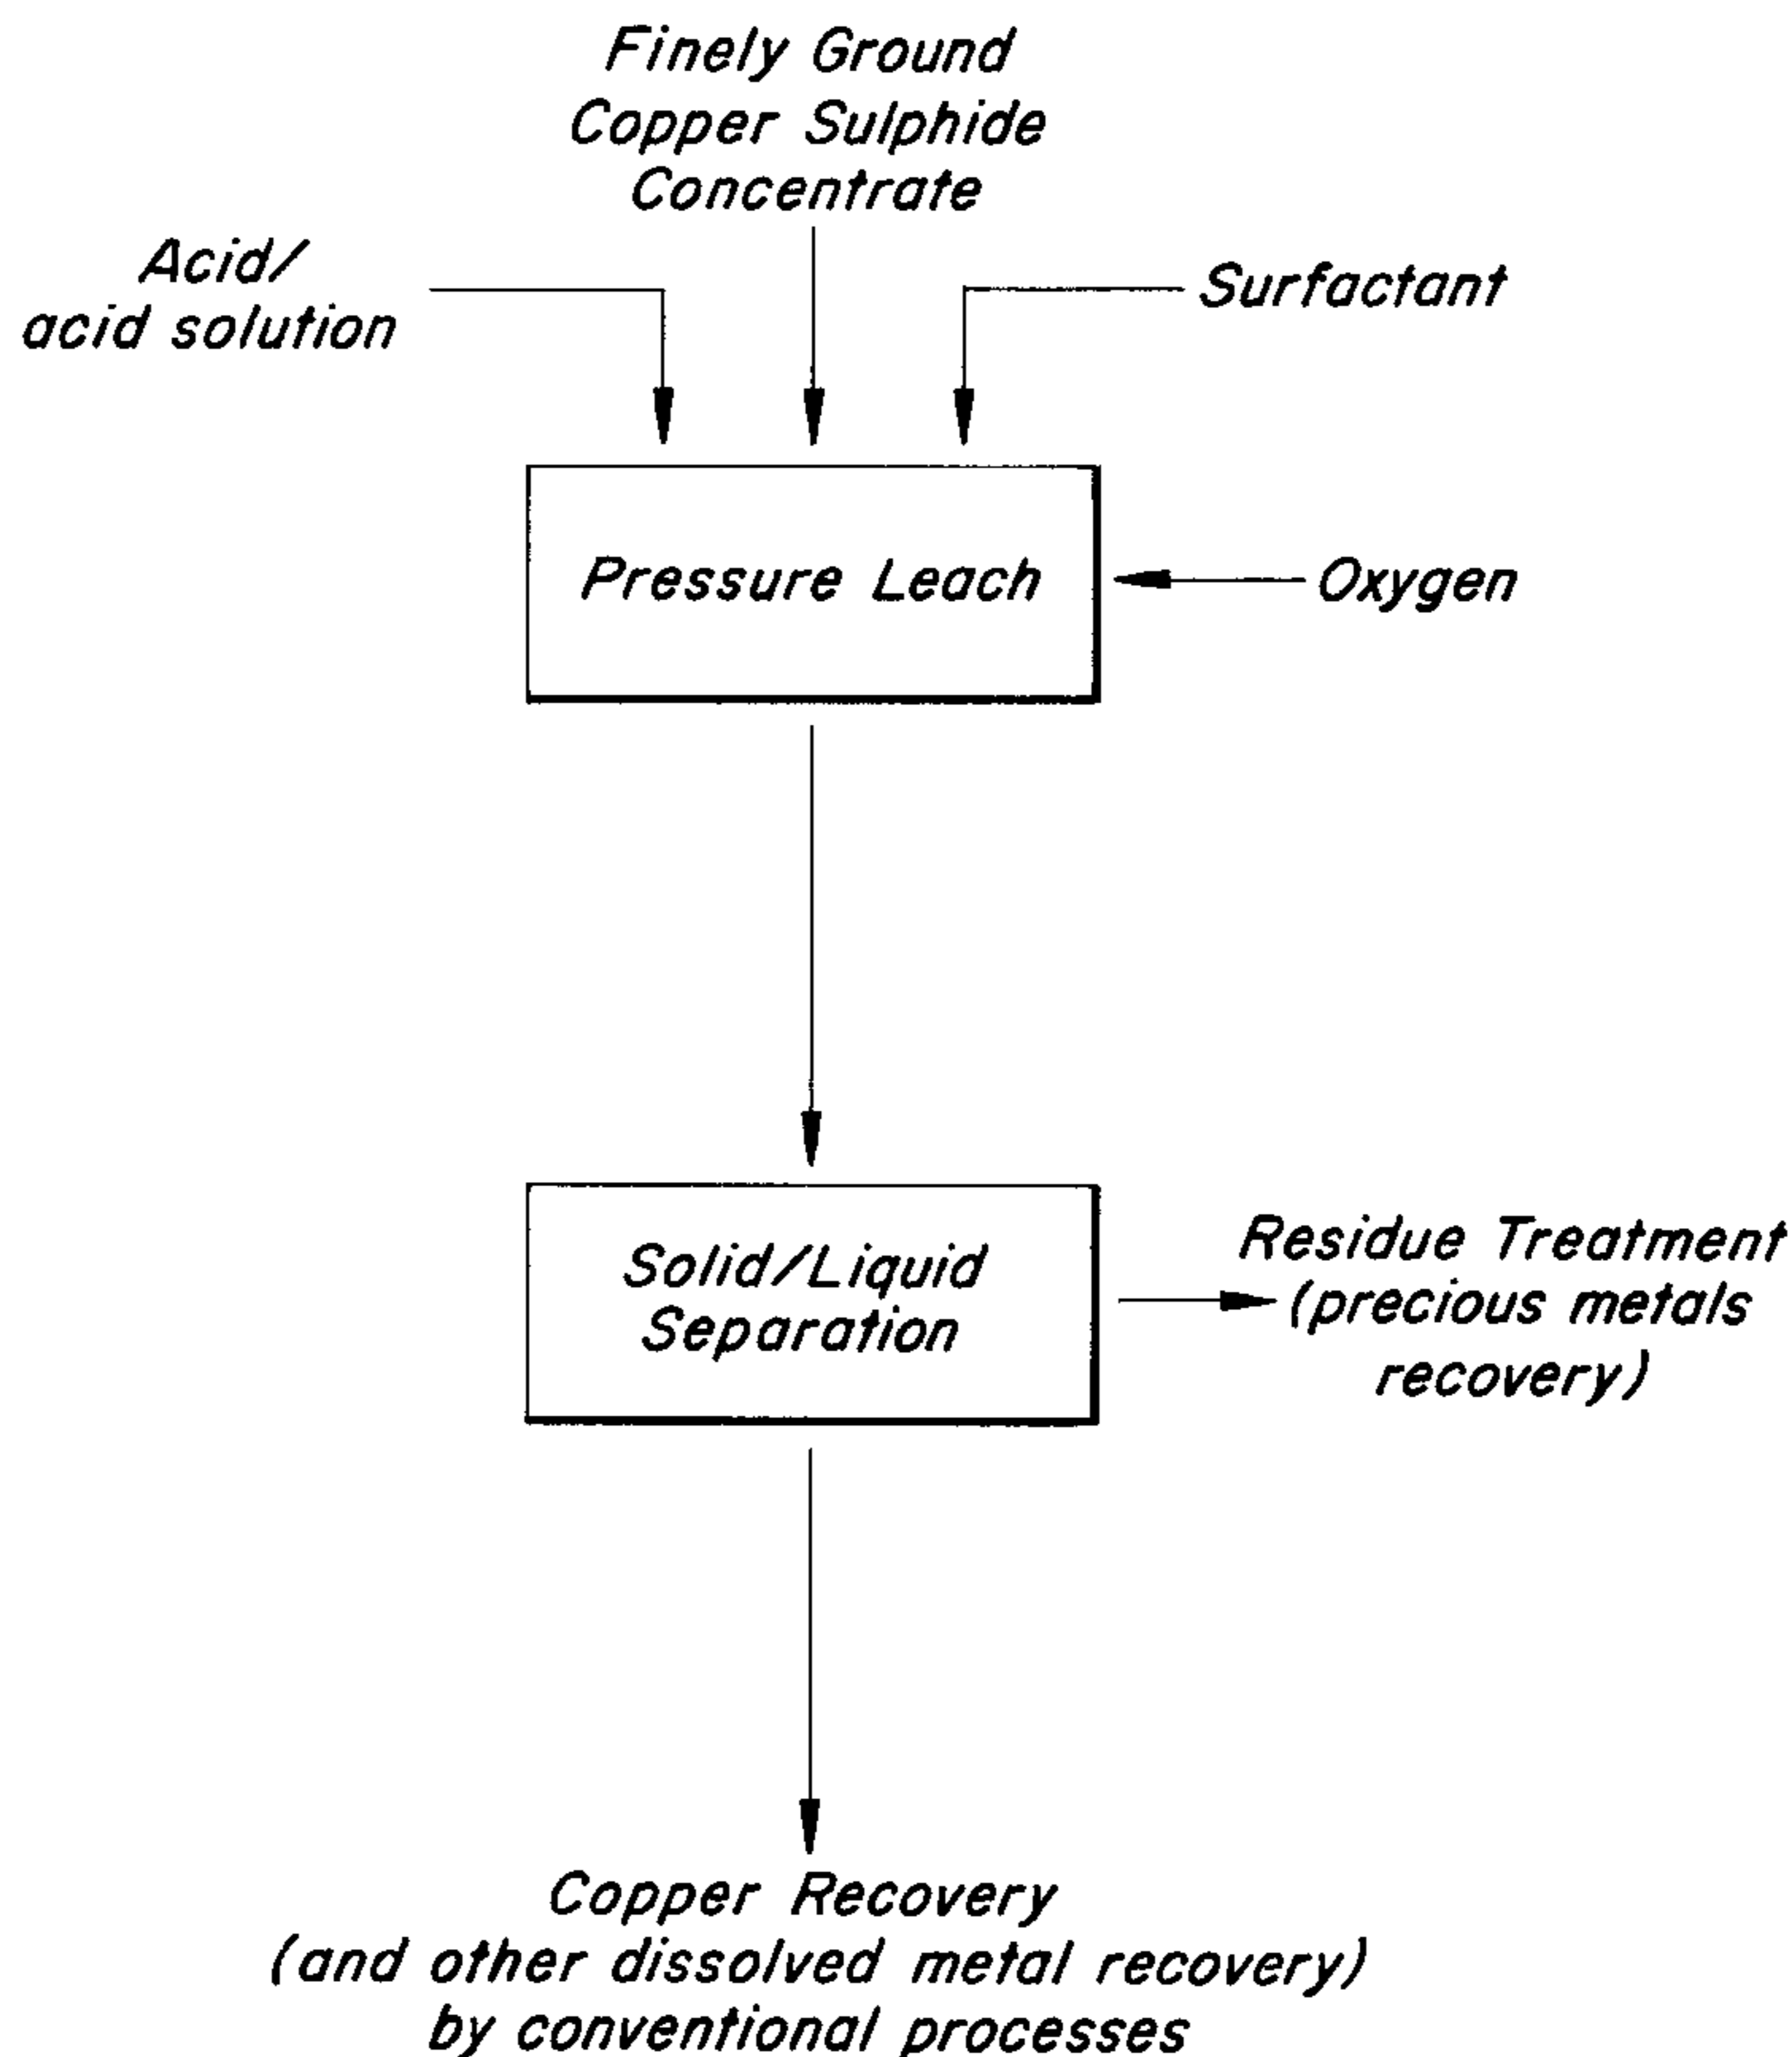 Finely Ground
Copper Sulphide
Concentrate
Acid/
acid solution
Surfactant
Pressure Leach
Oxygen
Solid/Liquid
Separation
Residue Treatment
(precious metals
recovery)
Copper Recovery
(and other dissolved metal recovery)
by conventional processes